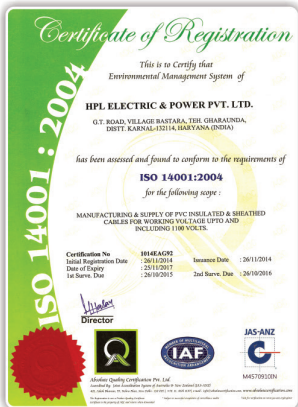 Certificate of Registration
This is to Certify that
Environmental Management System of
HPL ELECTRIC & POWER PVT. LTD.
G.T. ROAD, VILLAGE BASTARA, TEH. GHARAUNDA,
DISTT. KARNAL-132114, HARYANA (INDIA)
has been assessed and found to conform to the requirements of
ISO 14001:2004
for the following scope :
MANUFACTURING & SUPPLY OF PVC INSULATED & SHEATHED
CABLES FOR WORKING VOLTAGE UPTO AND
INCLUDING 1100 VOLTS.
Certification No 1014EAG92
Initial Registration Date : 26/11/2014 Issuance Date : 26/11/2014
Date of Expiry : 25/11/2017
1st Surve. Due : 26/10/2015 2nd Surve. Due : 26/10/2016
Director
ISO 14001 : 2004
JAS-ANZ
IAF
M4570910IN
Absolute Quality Certification Pvt. Ltd.